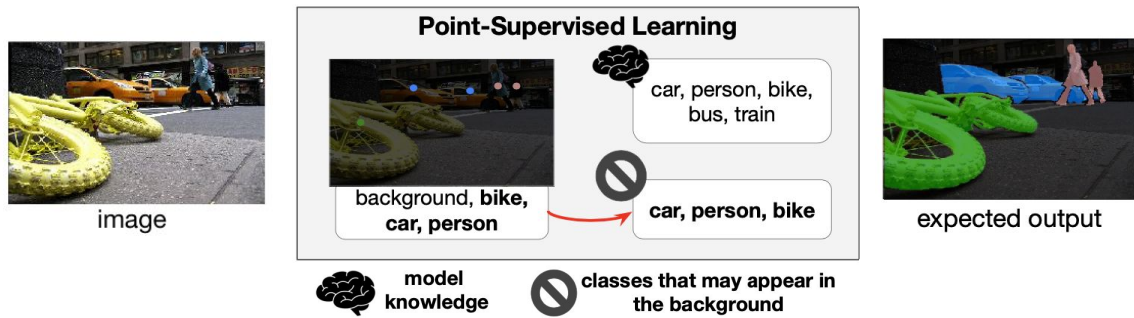 Point-Supervised Learning
car, person, bike,
bus, train
background, bike,
car, person
car, person, bike
image
expected output
model
knowledge
classes that may appear in
the background